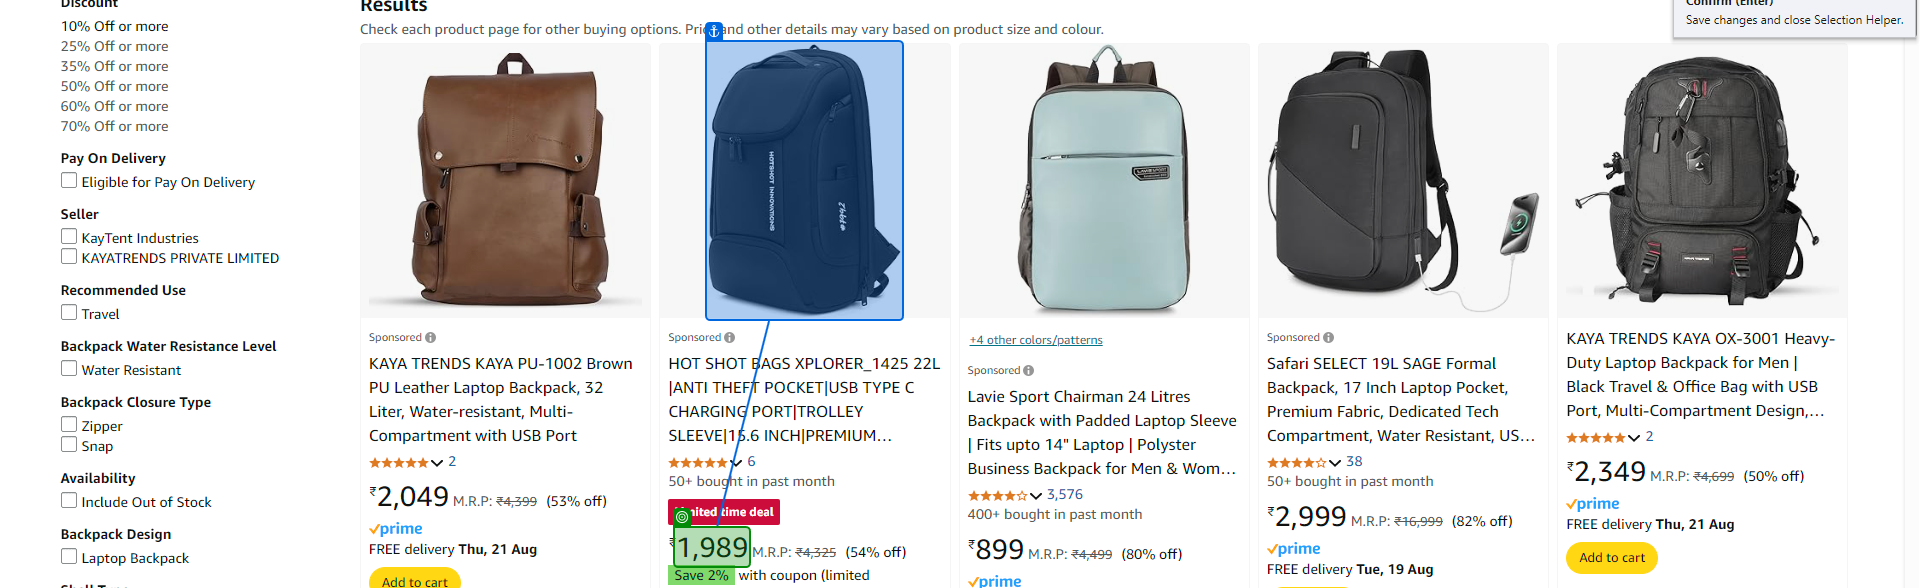 Discount
10% Off or more
25% Off or more
35% Off or more
50% Off or more
60% Off or more
70% Off or more
Pay On Delivery
Eligible for Pay On Delivery
Seller
KayTent Industries
KAYATRENDS PRIVATE LIMITED
Recommended Use
Travel
Backpack Water Resistance Level
Water Resistant
Backpack Closure Type
Zipper
Snap
Availability
Include Out of Stock
Backpack Design
Laptop Backpack
Results
Check each product page for other buying options. and other details may vary based on product size and colour.
Confirm (Enter)
Save changes and close Selection Helper.
Sponsored
KAYA TRENDS KAYA PU-1002 Brown
PU Leather Laptop Backpack, 32
Liter, Water-resistant, Multi-
Compartment with USB Port
2
₹2,049 M.R.P: ₹4,399 (53% off)
prime
FREE delivery Thu, 21 Aug
Add to cart
HOTSHOT INNOVATIONS
Sponsored
HOT SHOT BAGS XPLORER_1425 22L
|ANTI THEFT POCKET|USB TYPE C
CHARGING PORT|TROLLEY
SLEEVE|15.6 INCH|PREMIUM...
6
50+ bought in past month
Limited time deal
₹1,989 M.R.P: ₹4,325 (54% off)
Save 2% with coupon (limited
LAVIE SPORT
+4 other colors/patterns
Sponsored
Lavie Sport Chairman 24 Litres
Backpack with Padded Laptop Sleeve
| Fits upto 14" Laptop | Polyster
Business Backpack for Men & Wom...
3,576
400+ bought in past month
₹899 M.R.P: ₹4,499 (80% off)
prime
Sponsored
Safari SELECT 19L SAGE Formal
Backpack, 17 Inch Laptop Pocket,
Premium Fabric, Dedicated Tech
Compartment, Water Resistant, US...
38
50+ bought in past month
₹2,999 M.R.P: ₹16,999 (82% off)
prime
FREE delivery Tue, 19 Aug
KAYA TRENDS KAYA OX-3001 Heavy-
Duty Laptop Backpack for Men |
Black Travel & Office Bag with USB
Port, Multi-Compartment Design,...
2
₹2,349 M.R.P: ₹4,699 (50% off)
prime
FREE delivery Thu, 21 Aug
Add to cart